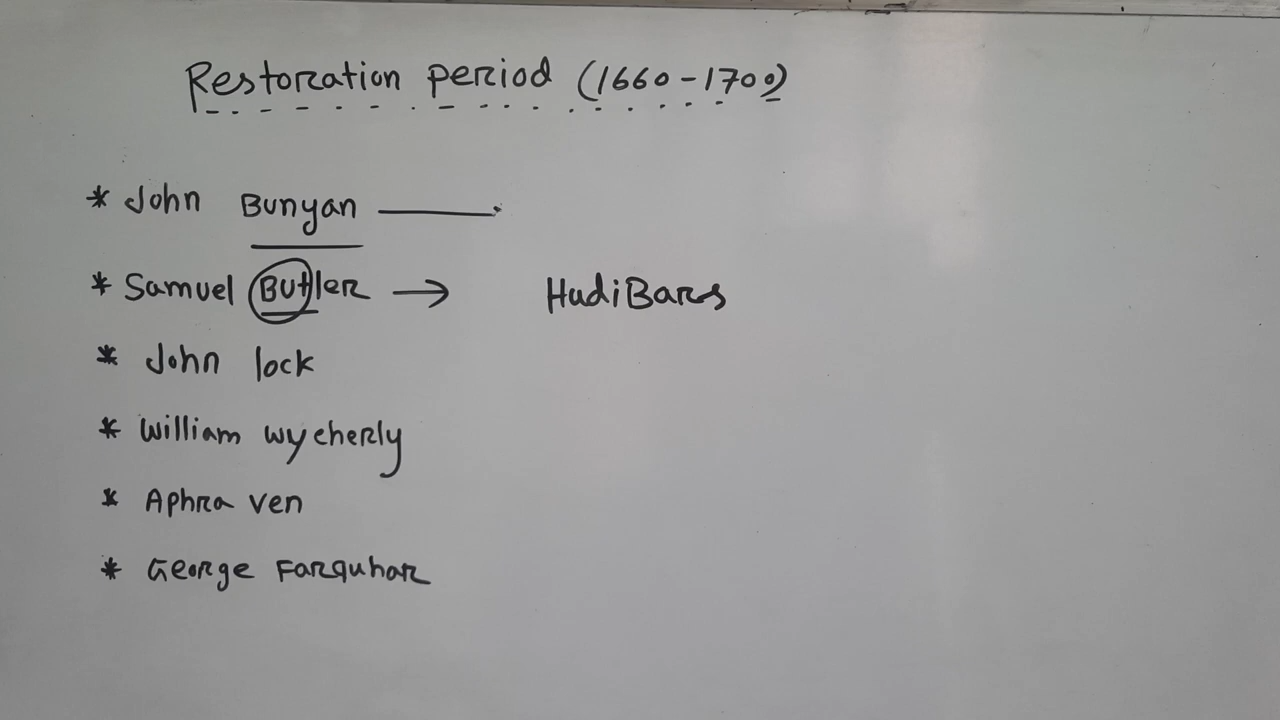 Restoration period (1660-1700)
* John Bunyan —
* Samuel Butler → HudiBars
* John lock
* William wycherly
* Aphra ven
* George Farquhar